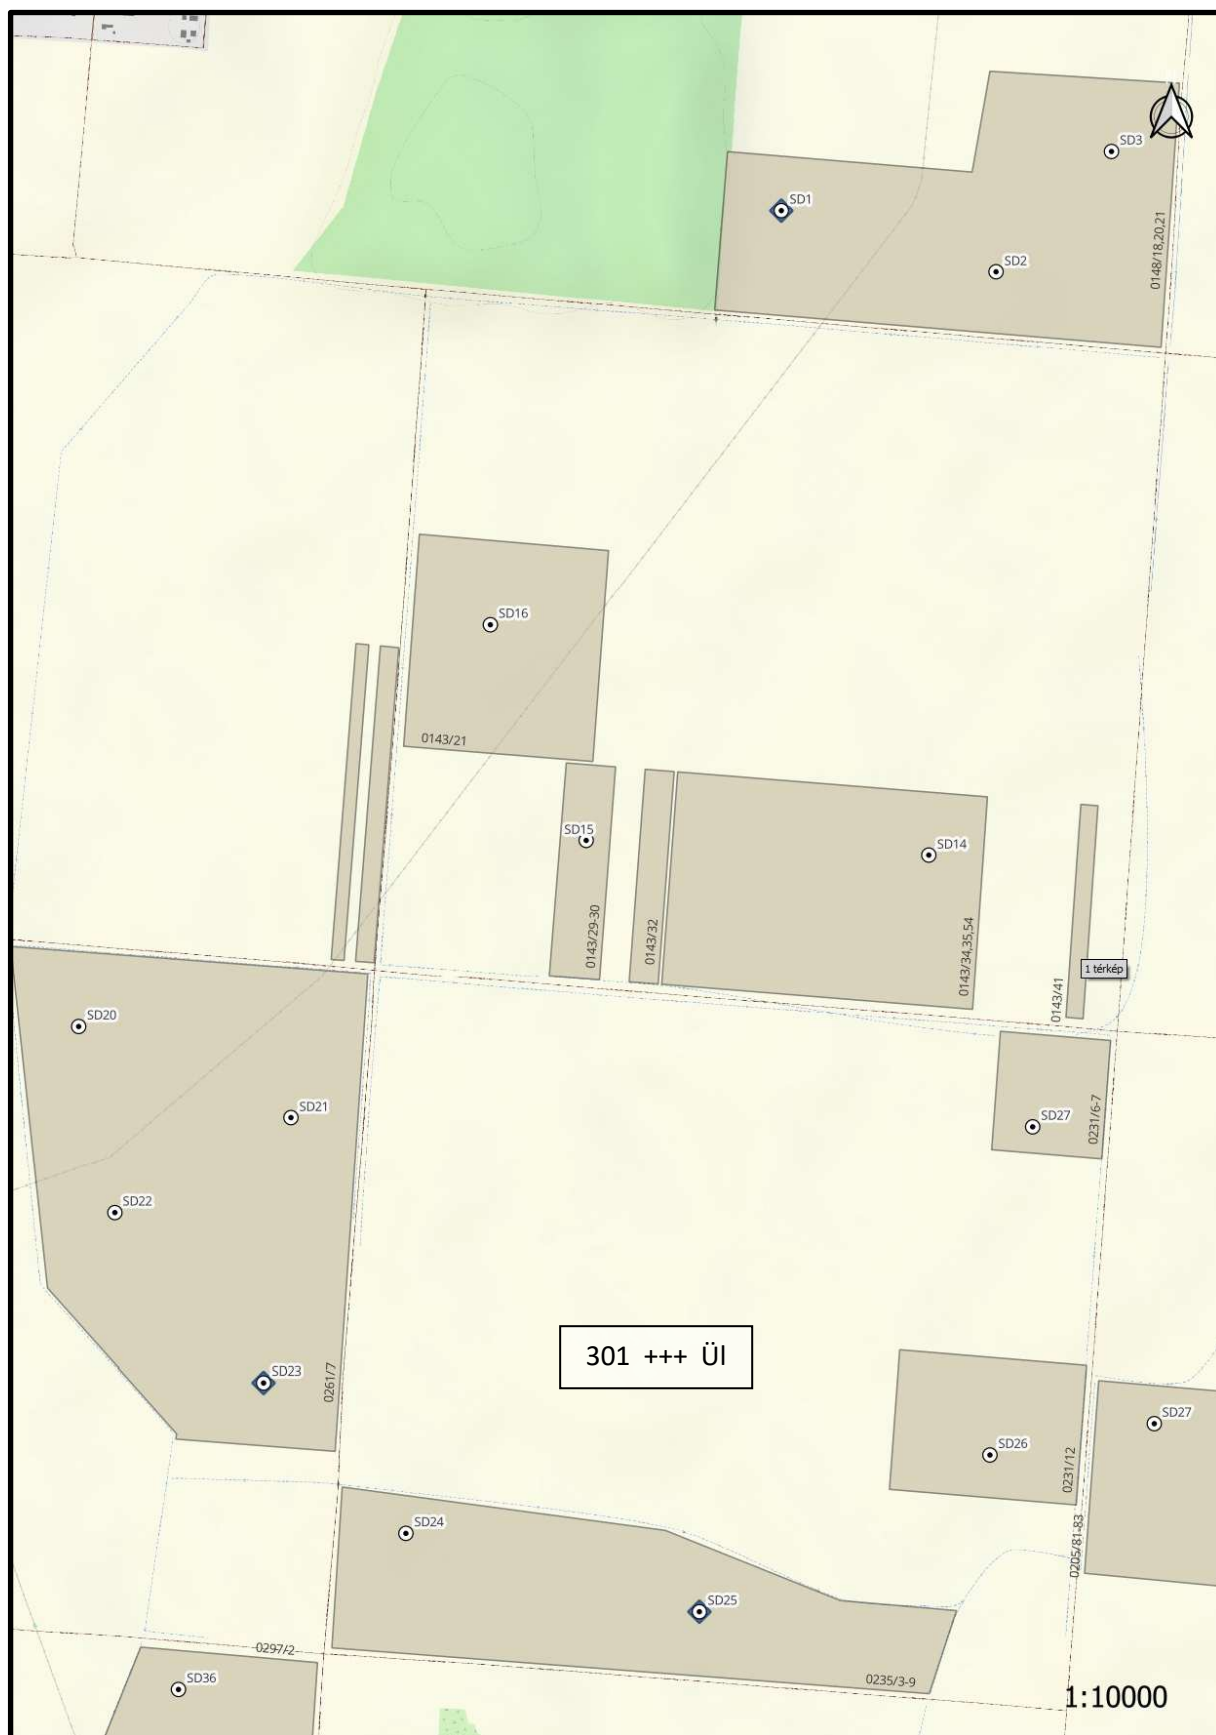 SD3
SD1
0148/18,20,21
SD2
SD16
0143/21
SD15
SD14
0143/29-30
0143/32
0143/34,35,54
1 térkép
0143/41
SD20
SD21
SD27
0231/6-7
SD22
301 +++ Ül
SD23
0261/7
SD27
SD26
0231/12
SD24
0205/81-83
SD25
0297/2
SD36
0235/3-9
1:10000